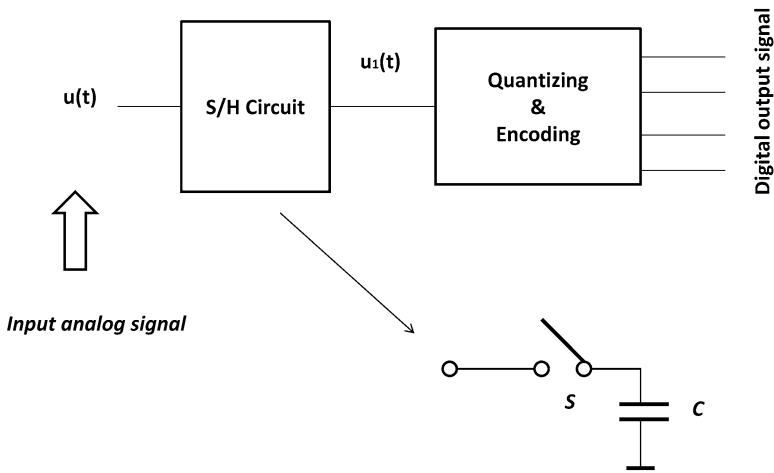 u(t)
S/H Circuit
u₁(t)
Quantizing
&
Encoding
Digital output signal
Input analog signal
S
C